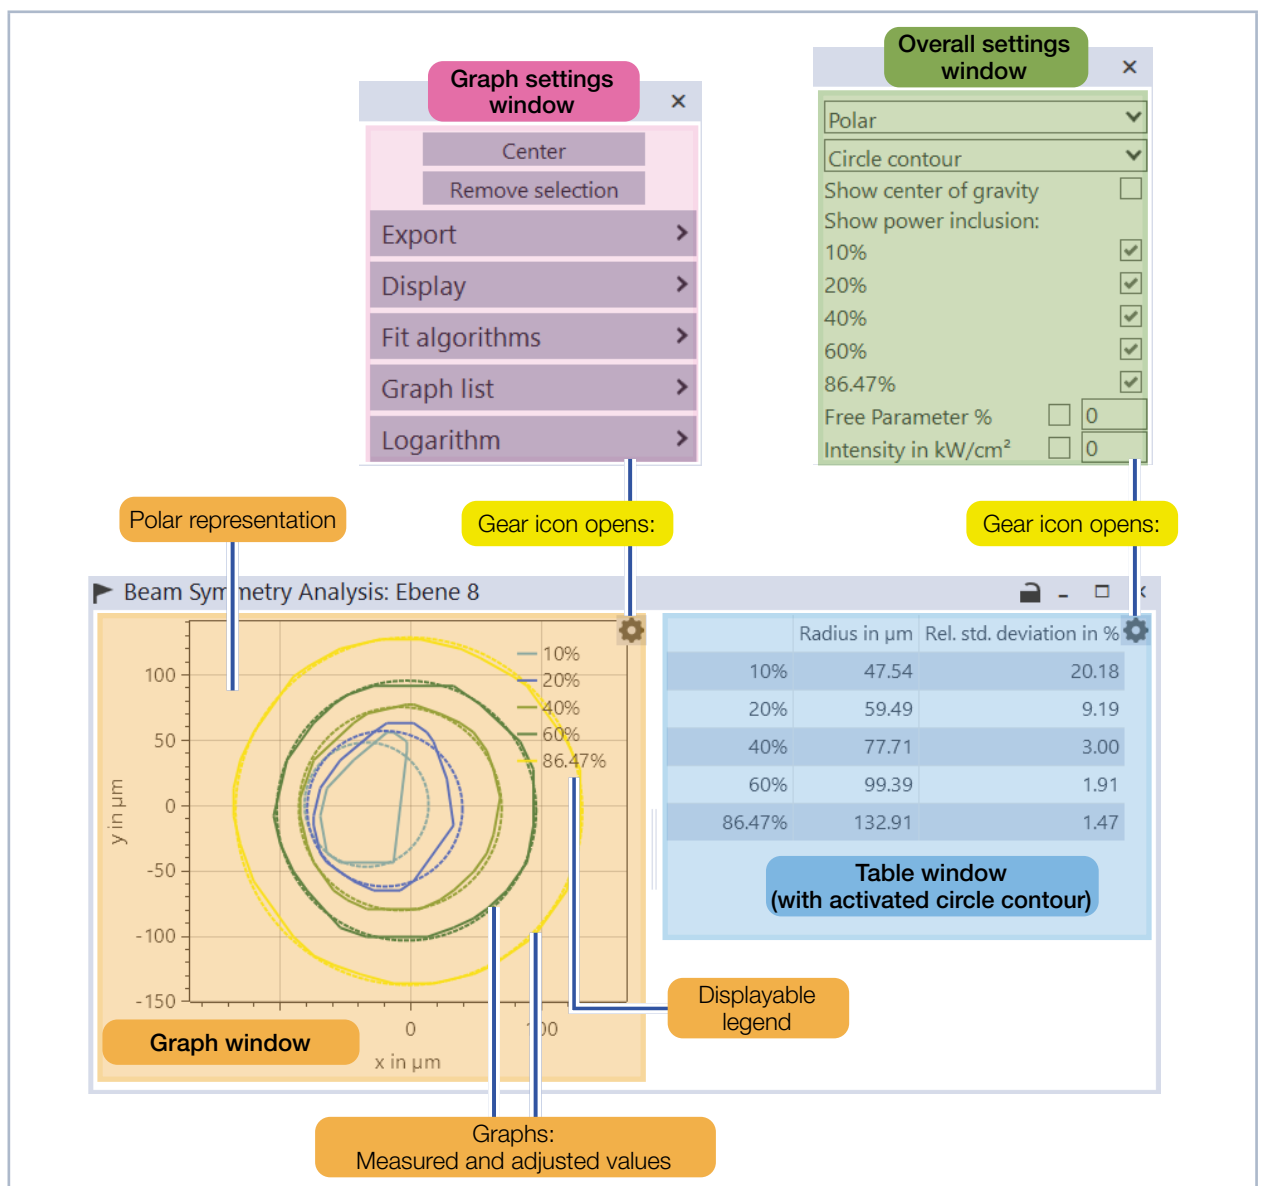 Graph settings
window
Center
Remove selection
Export
Display
Fit algorithms
Graph list
Logarithm
Overall settings
window
Polar
Circle contour
Show center of gravity
Show power inclusion:
10%
20%
40%
60%
86.47%
Free Parameter % 0
Intensity in kW/cm² 0
Polar representation
Gear icon opens:
Gear icon opens:
Beam Symmetry Analysis: Ebene 8
100
50
0
-50
-100
-150
y in µm
0
x in µm
10%
20%
40%
60%
86.47%
Graph window
Radius in µm Rel. std. deviation in %
10% 47.54 20.18
20% 59.49 9.19
40% 77.71 3.00
60% 99.39 1.91
86.47% 132.91 1.47
Table window
(with activated circle contour)
Displayable
legend
Graphs:
Measured and adjusted values